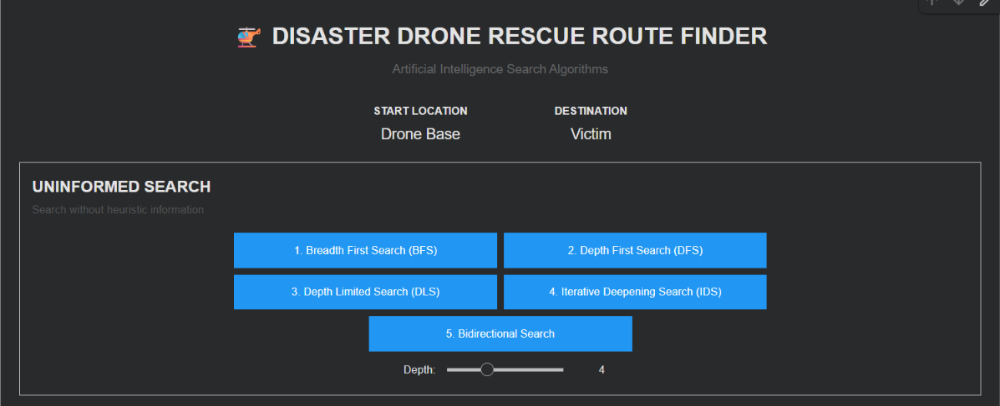 DISASTER DRONE RESCUE ROUTE FINDER
Artificial Intelligence Search Algorithms
START LOCATION
Drone Base
DESTINATION
Victim
UNINFORMED SEARCH
Search without heuristic information
1. Breadth First Search (BFS)
2. Depth First Search (DFS)
3. Depth Limited Search (DLS)
4. Iterative Deepening Search (IDS)
5. Bidirectional Search
Depth: 4